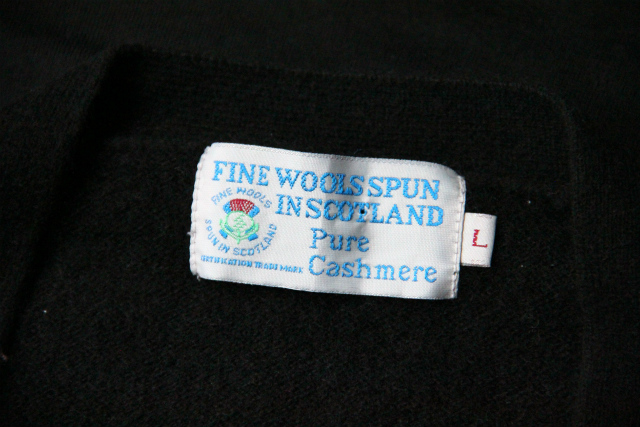 FINE WOOLS SPUN
IN SCOTLAND
Pure
Cashmere
FINE WOOLS
SPUN IN SCOTLAND
CERTIFICATION TRADE MARK